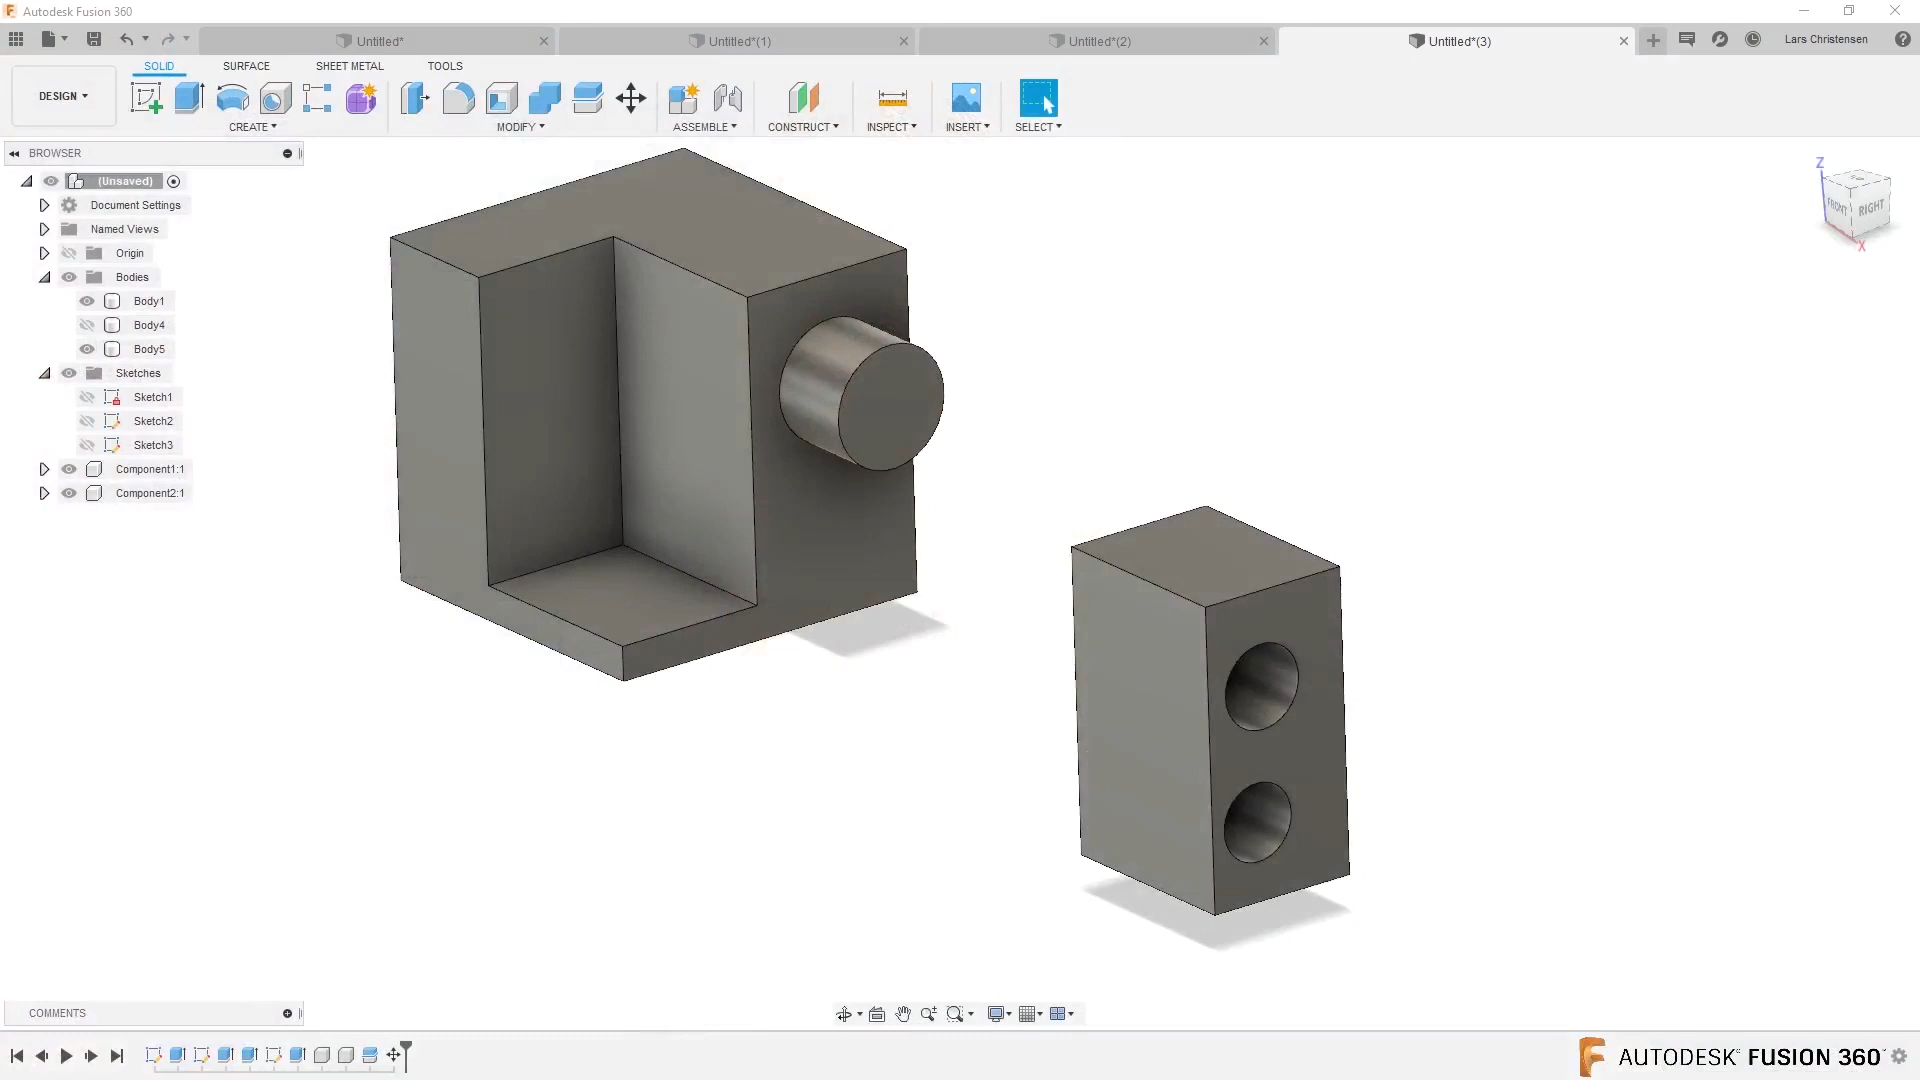 Autodesk Fusion 360
Untitled*
Untitled*(1)
Untitled*(2)
Untitled*(3)
Lars Christensen
DESIGN
SOLID
SURFACE
SHEET METAL
TOOLS
CREATE
MODIFY
ASSEMBLE
CONSTRUCT
INSPECT
INSERT
SELECT
BROWSER
(Unsaved)
Document Settings
Named Views
Origin
Bodies
Body1
Body4
Body5
Sketches
Sketch1
Sketch2
Sketch3
Component1:1
Component2:1
Z
FRONT
RIGHT
X
COMMENTS
AUTODESK FUSION 360